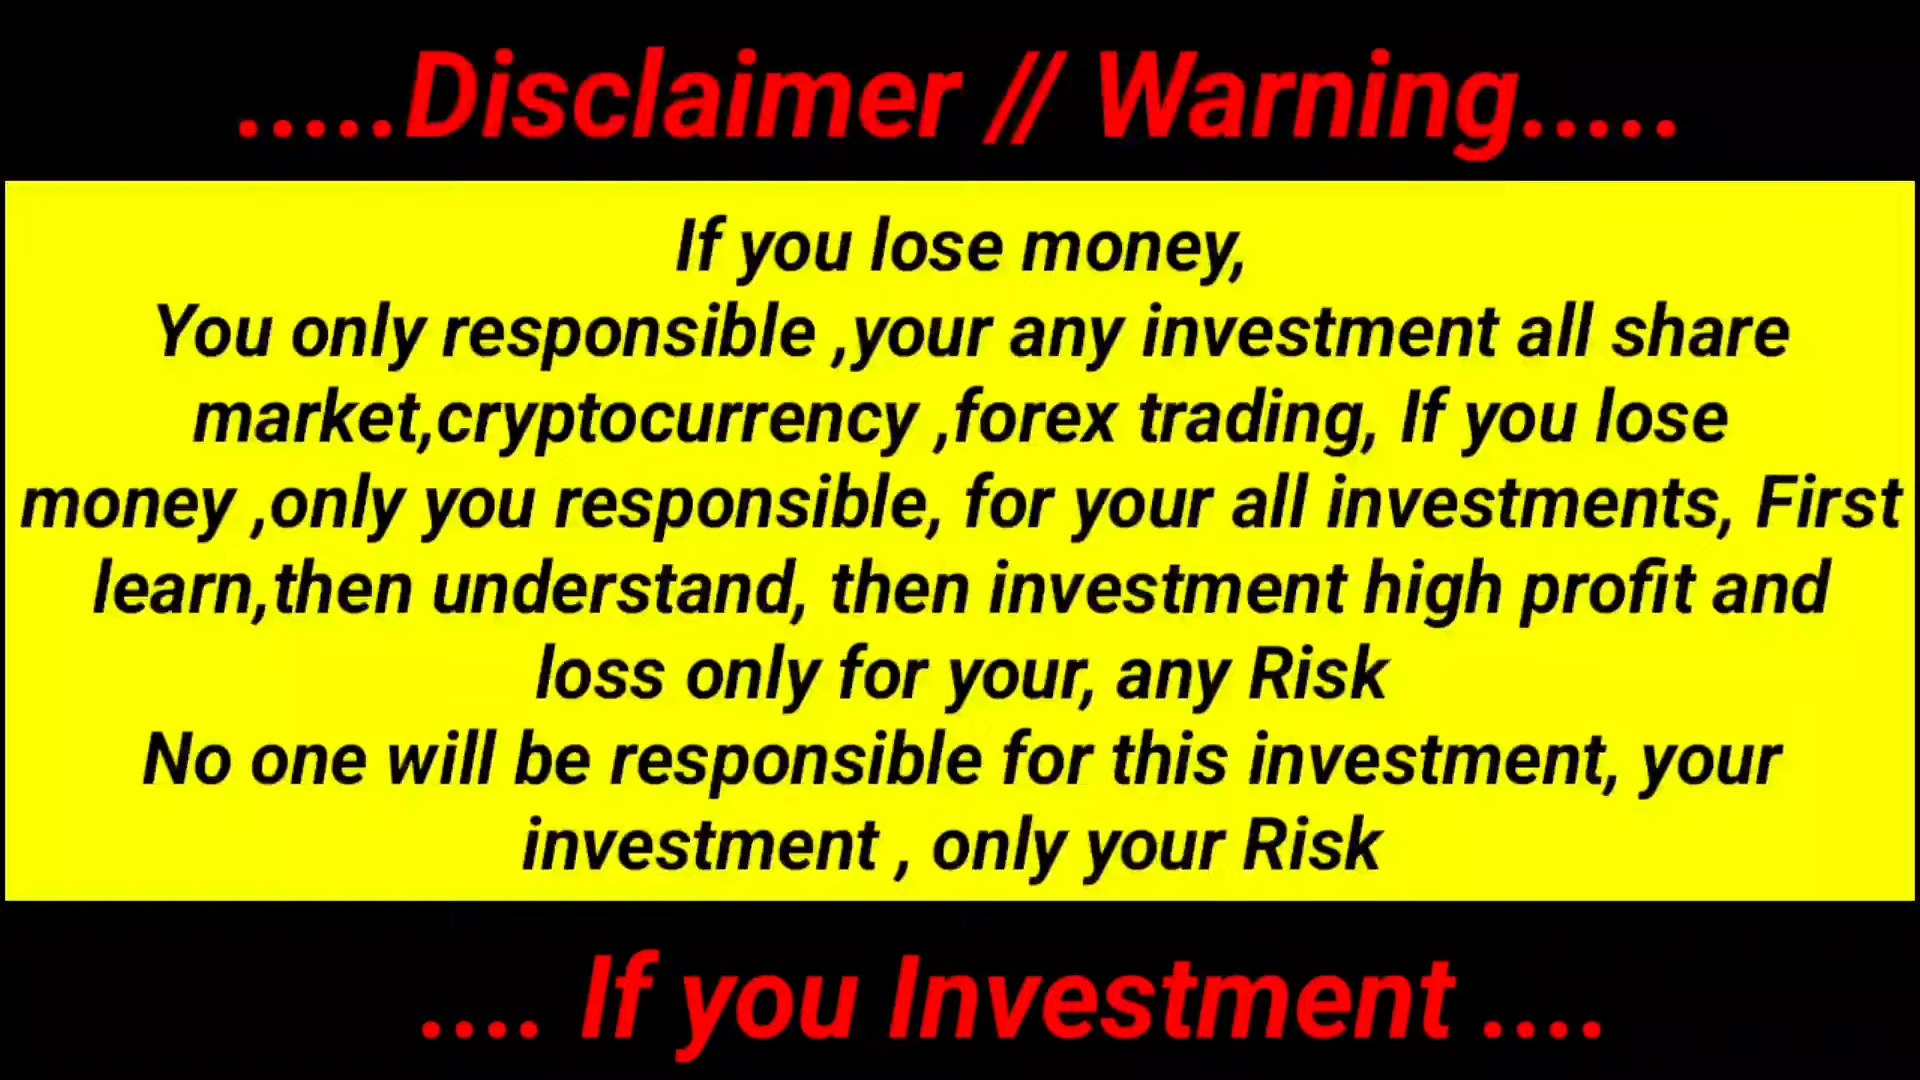 .....Disclaimer // Warning.....
If you lose money,
You only responsible ,your any investment all share
market,cryptocurrency ,forex trading, If you lose
money ,only you responsible, for your all investments, First
learn,then understand, then investment high profit and
loss only for your, any Risk
No one will be responsible for this investment, your
investment , only your Risk
.... If you Investment ....